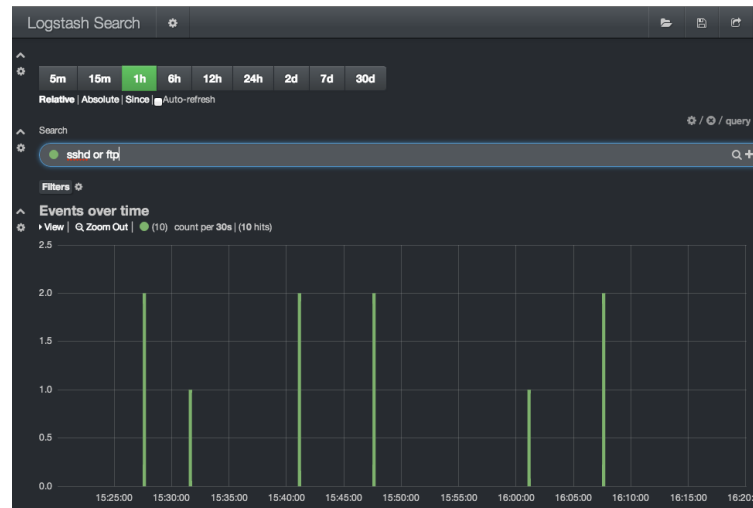 Logstash Search
5m 15m 1h 6h 12h 24h 2d 7d 30d
Relative | Absolute | Since | Auto-refresh
/ / query
Search
sshd or ftp
Filters
Events over time
View | Zoom Out | (10) count per 30s | (10 hits)
2.5
2.0
1.5
1.0
0.5
0.0
15:25:00 15:30:00 15:35:00 15:40:00 15:45:00 15:50:00 15:55:00 16:00:00 16:05:00 16:10:00 16:15:00 16:20: